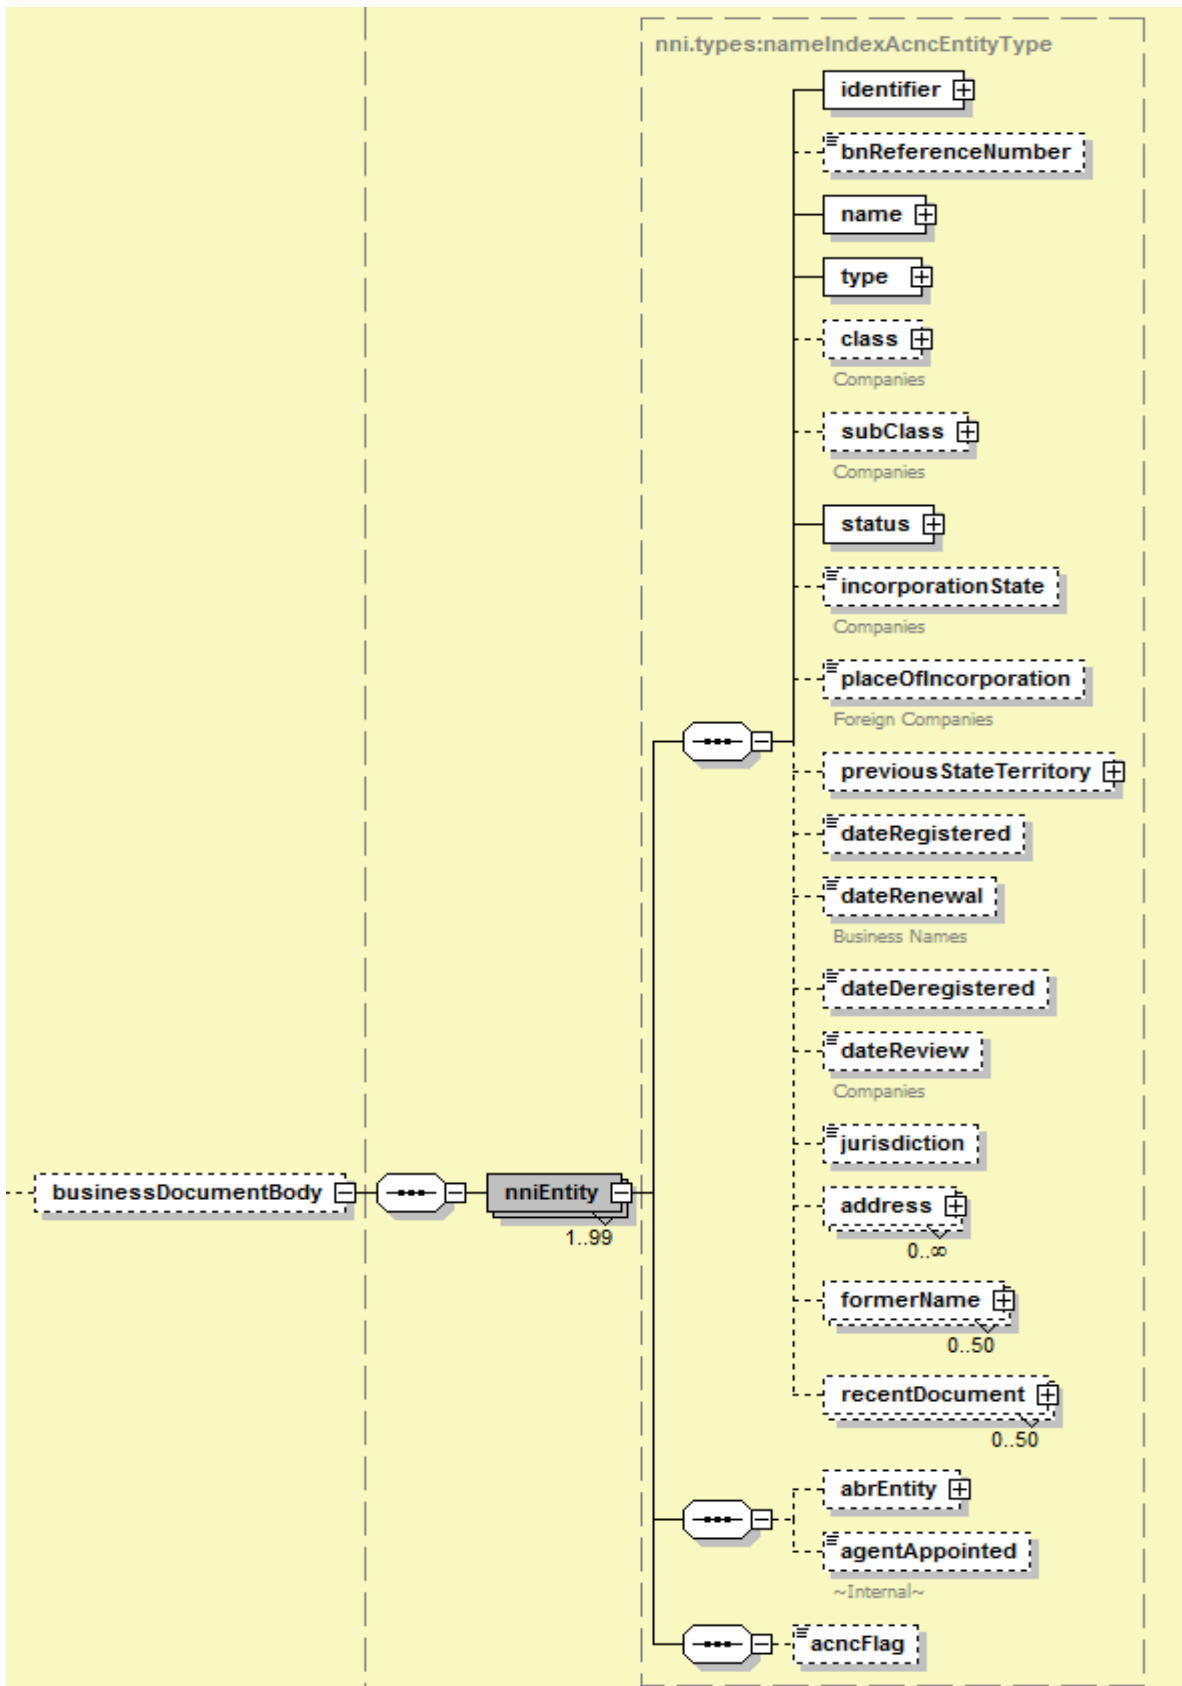 nni.types:nameIndexAcncEntityType
identifier
bnReferenceNumber
name
type
class
Companies
subClass
Companies
status
incorporationState
Companies
placeOfIncorporation
Foreign Companies
previousStateTerritory
dateRegistered
dateRenewal
Business Names
dateDeregistered
dateReview
Companies
jurisdiction
businessDocumentBody
nniEntity
1..99
address
0..∞
formerName
0..50
recentDocument
0..50
abrEntity
agentAppointed
~Internal~
acncFlag